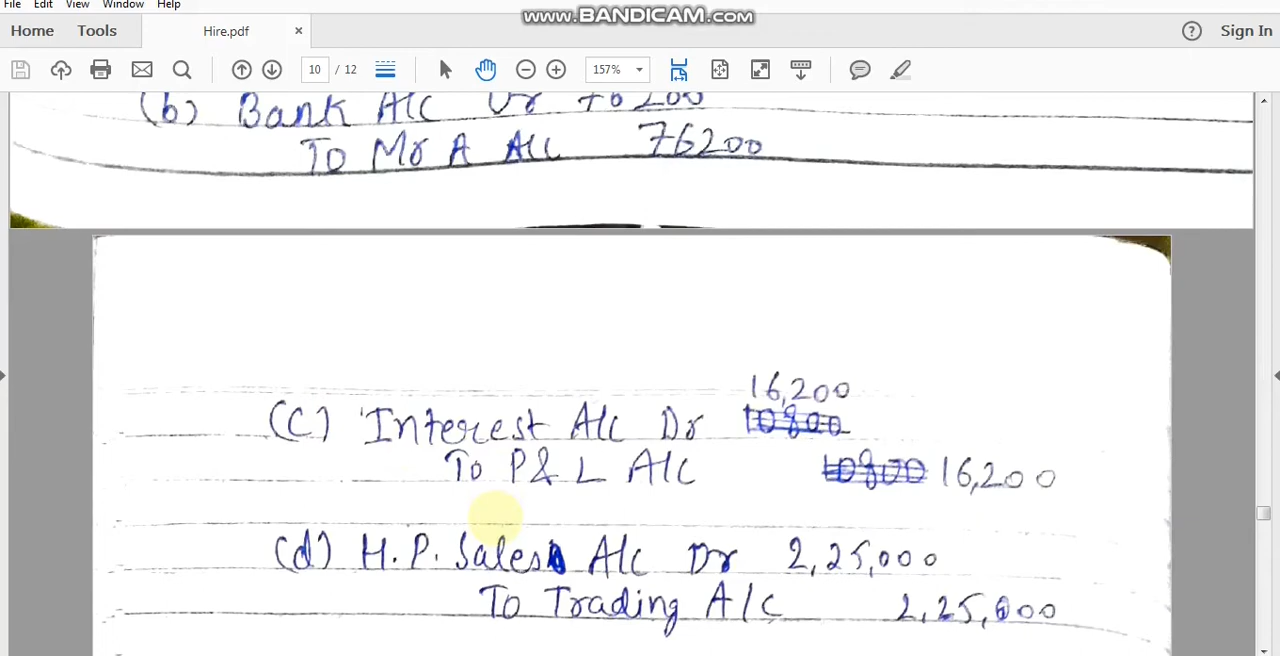 www.BANDICAM.com
File Edit View Window Help
Home Tools Hire.pdf × ? Sign In
10 / 12 157%
(b) Bank A/c Dr 76200
To Mr A A/c 76200
16,200
(C) Interest A/c Dr 10800
To P & L A/c 10800 16,200
(d) H.P. Sales A/c Dr 2,25,000
To Trading A/C 2,25,000